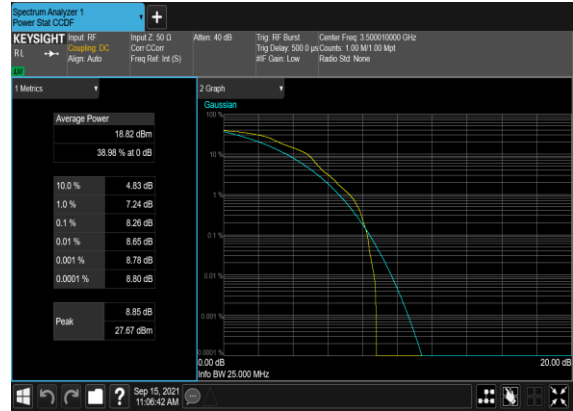 Spectrum Analyzer 1
Power Stat CCDF
+
KEYSIGHT
Input: RF
Coupling: DC
Align: Auto
Input Z: 50 Ω
Corr CCorr
Freq Ref: Int (S)
Atten: 40 dB
Trig: RF Burst
Trig Delay: 500.0 µs
#IF Gain: Low
Center Freq: 3.500010000 GHz
Counts: 1.00 M/1.00 Mpt
Radio Std: None
R L
1 Metrics
Average Power
18.82 dBm
38.98 % at 0 dB
10.0 % 4.83 dB
1.0 % 7.24 dB
0.1 % 8.26 dB
0.01 % 8.65 dB
0.001 % 8.78 dB
0.0001 % 8.80 dB
Peak
8.85 dB
27.67 dBm
2 Graph
Gaussian
100 %
10 %
1 %
0.1 %
0.01 %
0.001 %
0.0001 %
0.00 dB 20.00 dB
Info BW 25.000 MHz
?
Sep 15, 2021
11:06:42 AM